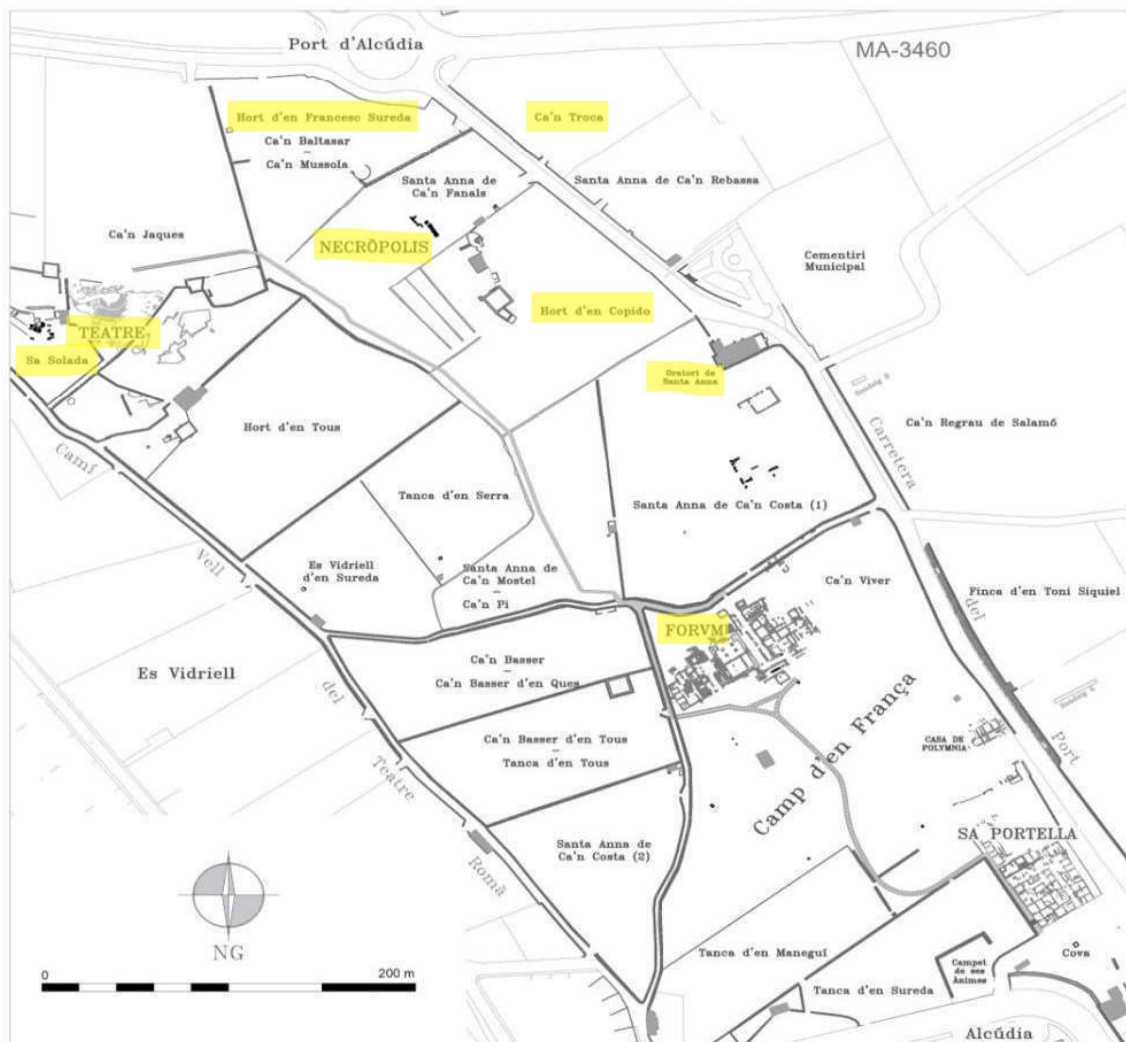 Port d'Alcúdia
MA-3460
Hort d'en Francesc Sureda
Ca'n Troca
Ca'n Baltasar
–
Ca'n Mussola
Santa Anna de
Ca'n Fanals
Santa Anna de Ca'n Rebassa
Ca'n Jaques
NECRÒPOLIS
Cementiri
Municipal
Hort d'en Copido
TEATRE
Sa Solada
Oratori de
Santa Anna
Sondeig B
Hort d'en Tous
Ca'n Regrau de Salamó
Camí
Carretera
Tanca d'en Serra
Santa Anna de Ca'n Costa (1)
Vell
Es Vidriell
d'en Sureda
Santa Anna de
Ca'n Mostel
–
Ca'n Pi
Ca'n Viver
Finca d'en Toni Siquiel
del
FORVM
Es Vidriell
del
Ca'n Basser
–
Ca'n Basser d'en Ques
Camp d'en França
Sondeig A
Ca'n Basser d'en Tous
–
Tanca d'en Tous
CASA DE
POLYMNIA
Port
Teatre
SA PORTELLA
Santa Anna de
Ca'n Costa (2)
Romà
NG
Tanca d'en Maneguí
Campet
de ses
Ànimes
Cova
0
200 m
Tanca d'en Sureda
Alcúdia